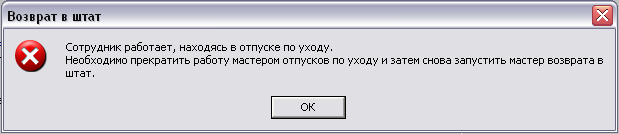 Возврат в штат
Сотрудник работает, находясь в отпуске по уходу.
Необходимо прекратить работу мастером отпусков по уходу и затем снова запустить мастер возврата в
штат.
OK